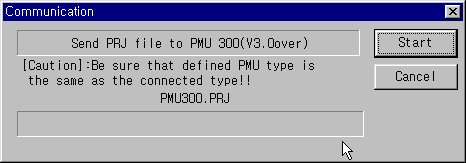 Communication
Send PRJ file to PMU 300(V3.0over)
Start
[Caution]:Be sure that defined PMU type is
the same as the connected type!!
Cancel
PMU300.PRJ